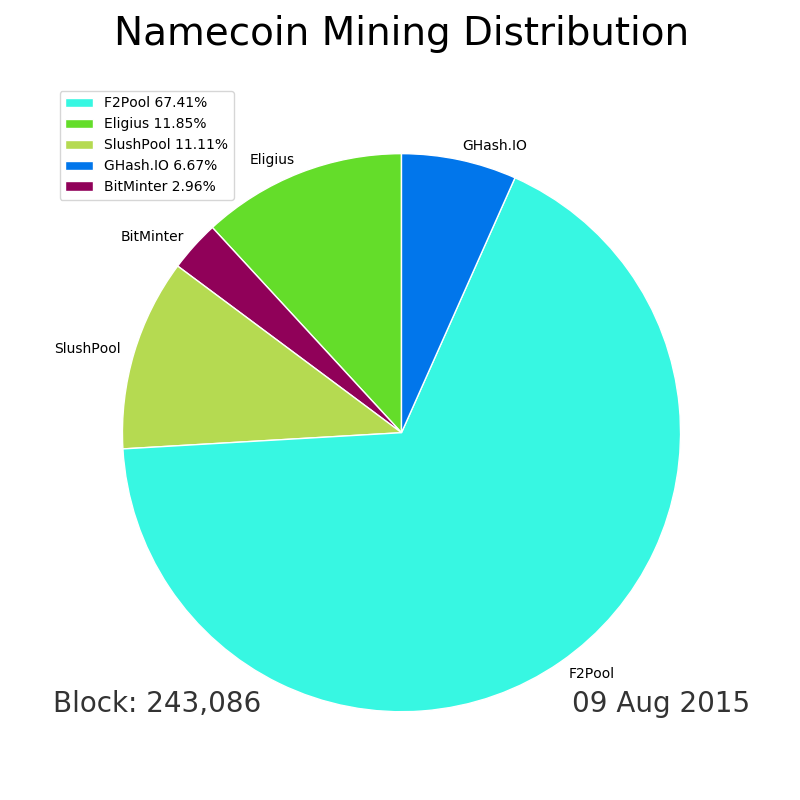 Namecoin Mining Distribution
F2Pool 67.41%
Eligius 11.85%
SlushPool 11.11%
GHash.IO 6.67%
BitMinter 2.96%
GHash.IO
Eligius
BitMinter
SlushPool
F2Pool
Block: 243,086
09 Aug 2015